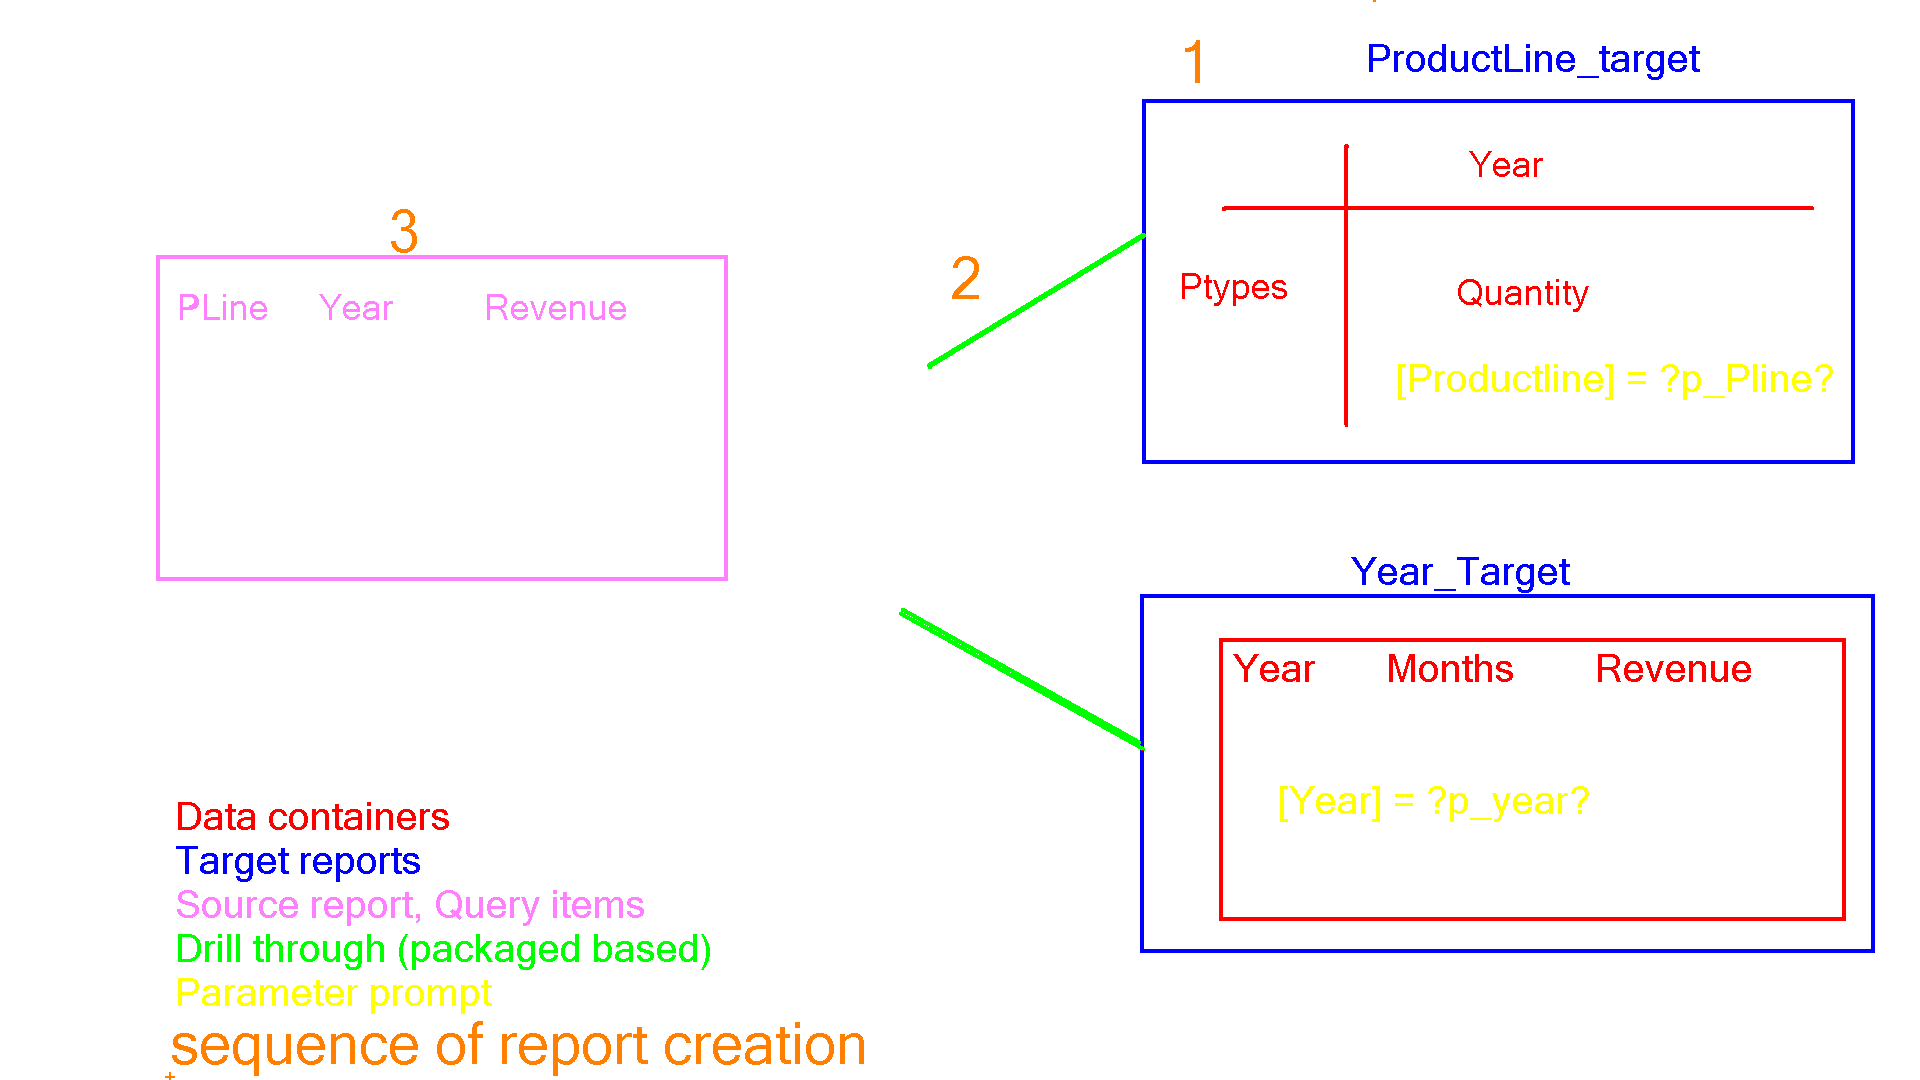 1
ProductLine_target
Year
Ptypes
Quantity
[Productline] = ?p_Pline?
2
3
PLine Year Revenue
Year_Target
Year Months Revenue
[Year] = ?p_year?
Data containers
Target reports
Source report, Query items
Drill through (packaged based)
Parameter prompt
sequence of report creation